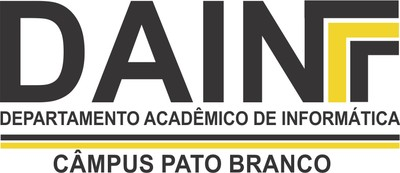 DAINF
DEPARTAMENTO ACADÊMICO DE INFORMÁTICA
CÂMPUS PATO BRANCO